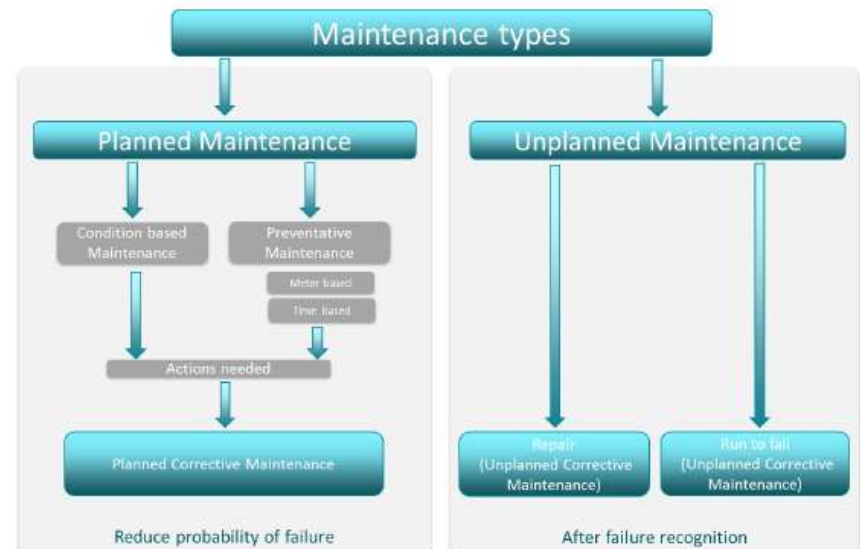 Maintenance types
Planned Maintenance
Unplanned Maintenance
Condition based
Maintenance
Preventative
Maintenance
Meter based
Time based
Actions needed
Planned Corrective Maintenance
Repair
(Unplanned Corrective
Maintenance)
Run to fail
(Unplanned Corrective
Maintenance)
Reduce probability of failure
After failure recognition